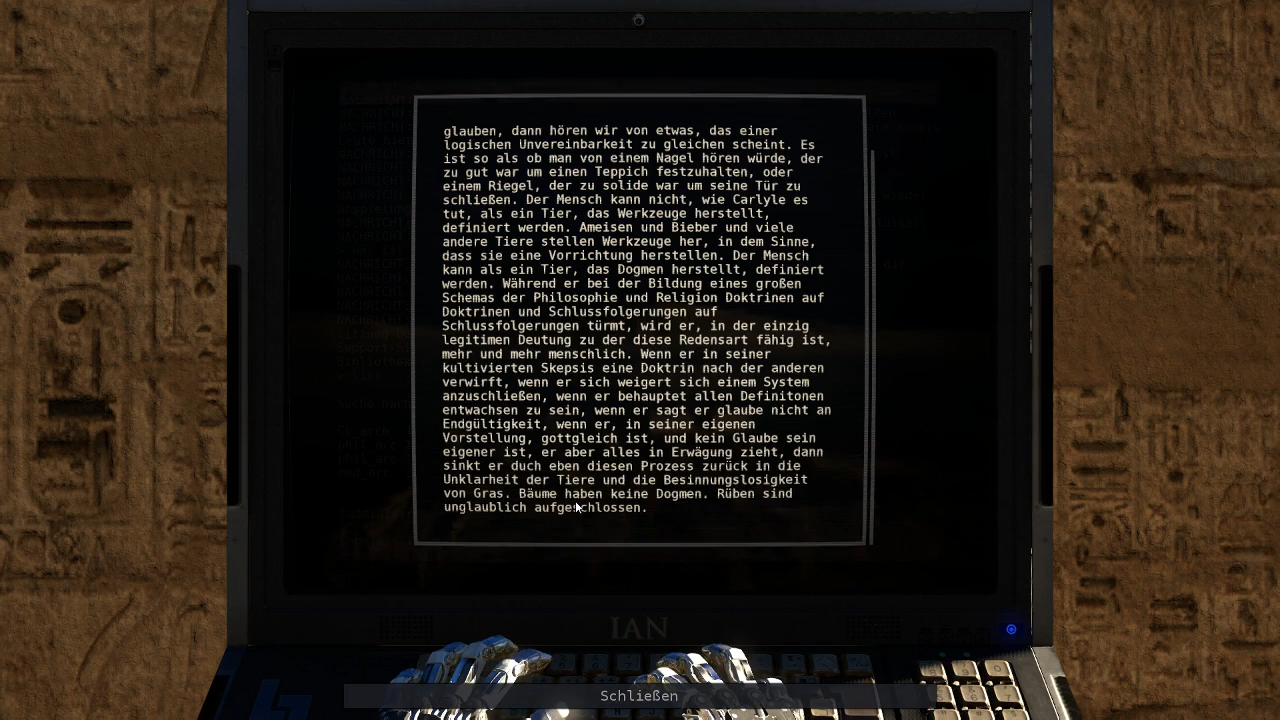 glauben, dann hören wir von etwas, das einer
logischen Unvereinbarkeit zu gleichen scheint. Es
ist so als ob man von einem Nagel hören würde, der
zu gut war um einen Teppich festzuhalten, oder
einem Riegel, der zu solide war um seine Tür zu
schließen. Der Mensch kann nicht, wie Carlyle es
tut, als ein Tier, das Werkzeuge herstellt,
definiert werden. Ameisen und Bieber und viele
andere Tiere stellen Werkzeuge her, in dem Sinne,
dass sie eine Vorrichtung herstellen. Der Mensch
kann als ein Tier, das Dogmen herstellt, definiert
werden. Während er bei der Bildung eines großen
Schemas der Philosophie und Religion Doktrinen auf
Doktrinen und Schlussfolgerungen auf
Schlussfolgerungen türmt, wird er, in der einzig
legitimen Deutung zu der diese Redensart fähig ist,
mehr und mehr menschlich. Wenn er in seiner
kultivierten Skepsis eine Doktrin nach der anderen
verwirft, wenn er sich weigert sich einem System
anzuschließen, wenn er behauptet allen Definitonen
entwachsen zu sein, wenn er sagt er glaube nicht an
Endgültigkeit, wenn er, in seiner eigenen
Vorstellung, gottgleich ist, und kein Glaube sein
eigener ist, er aber alles in Erwägung zieht, dann
sinkt er duch eben diesen Prozess zurück in die
Unklarheit der Tiere und die Besinnungslosigkeit
von Gras. Bäume haben keine Dogmen. Rüben sind
unglaublich aufgeschlossen.
IAN
Schließen